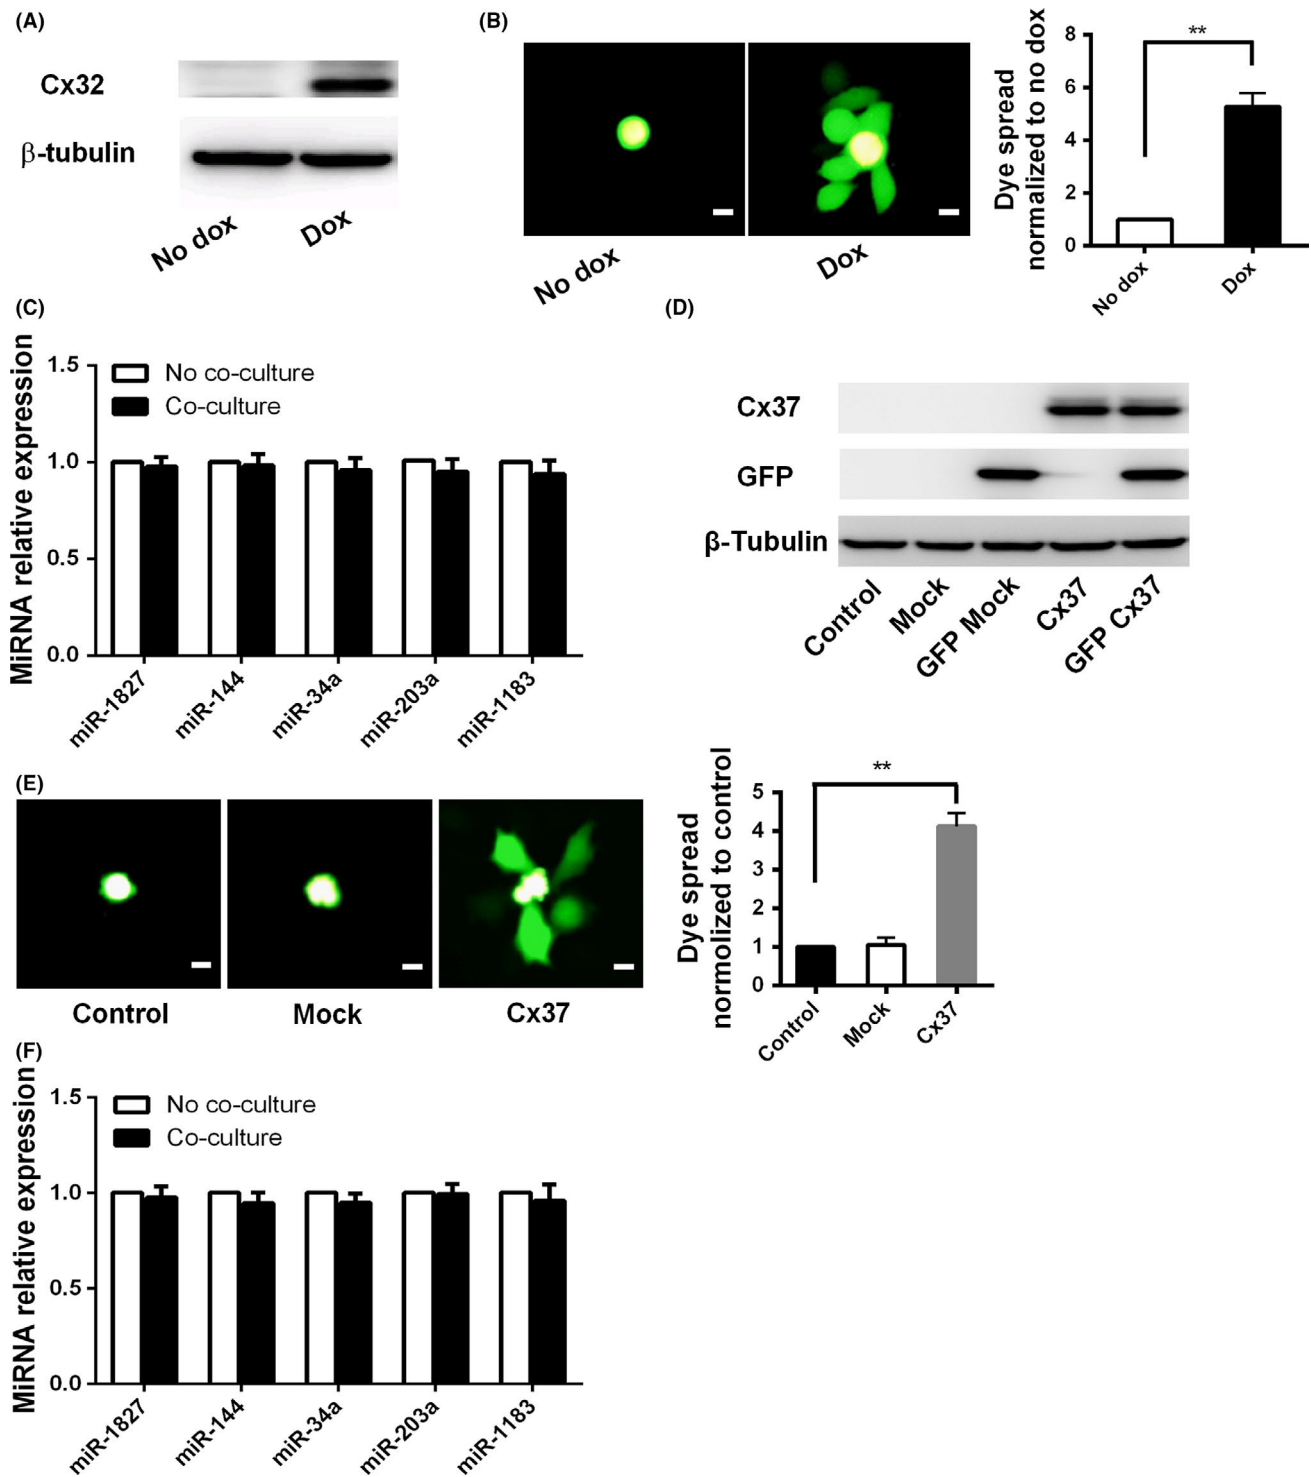 (A)
Cx32
β-tubulin
No dox
Dox
(B)
No dox
Dox
Dye spread
normalized to no dox
8
6
4
2
0
**
No dox
Dox
(C)
MiRNA relative expression
1.5
1.0
0.5
0.0
No co-culture
Co-culture
miR-1827
miR-144
miR-34a
miR-203a
miR-1183
(D)
Cx37
GFP
β-Tubulin
Control
Mock
GFP Mock
Cx37
GFP Cx37
(E)
Control
Mock
Cx37
Dye spread
normolized to control
5
4
3
2
1
0
**
Control
Mock
Cx37
(F)
MiRNA relative expression
1.5
1.0
0.5
0.0
No co-culture
Co-culture
miR-1827
miR-144
miR-34a
miR-203a
miR-1183